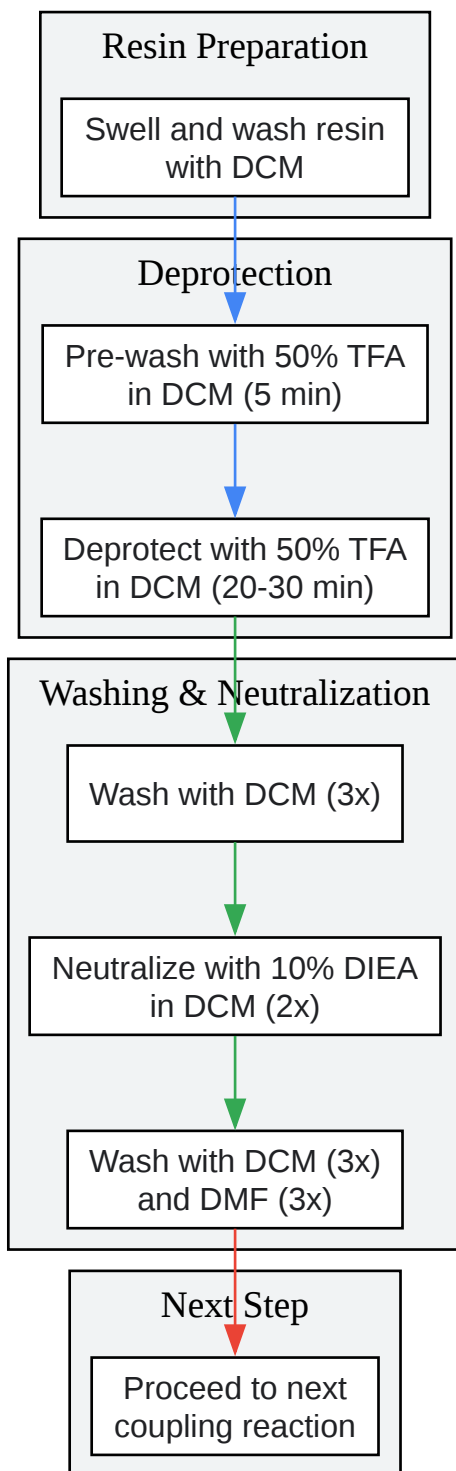 Resin Preparation
Swell and wash resin
with DCM
Deprotection
Pre-wash with 50% TFA
in DCM (5 min)
Deprotect with 50% TFA
in DCM (20-30 min)
Washing & Neutralization
Wash with DCM (3x)
Neutralize with 10% DIEA
in DCM (2x)
Wash with DCM (3x)
and DMF (3x)
Next Step
Proceed to next
coupling reaction